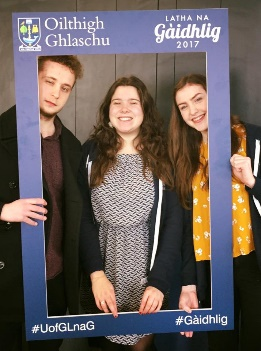 Oilthigh
Ghlaschu
LATHA NA
Gàidhlig
2017
#UofGLnaG
#Gàidhlig